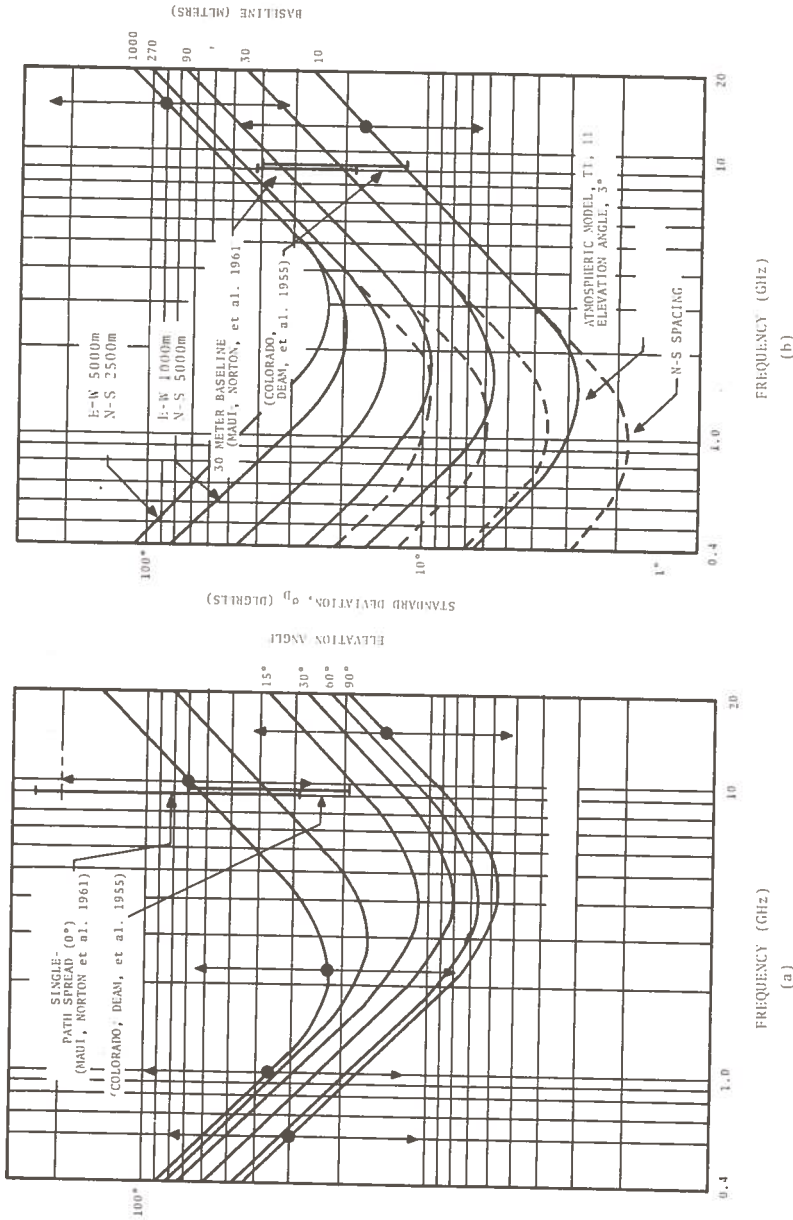 ELEVATION ANGLE
100°
15°
30°
60°
90°
SINGLE-
PATH SPREAD (0°)
(MAUI, NORTON et al. 1961)
(COLORADO; DEAM, et al. 1955)
0.4
1.0
10
20
FREQUENCY (GHz)
(a)
BASELINE (METERS)
STANDARD DEVIATION, σD (DEGREES)
100°
10°
1°
1000
270
90
30
10
E-W 5000m
N-S 2500m
E-W 1000m
N-S 5000m
30 METER BASELINE
(MAUI, NORTON, et al. 1961
(COLORADO,
DEAM, et al. 1955)
ATMOSPHERIC MODEL, T1, 11
ELEVATION ANGLE, 3°
N-S SPACING
0.4
1.0
10
20
FREQUENCY (GHz)
(b)